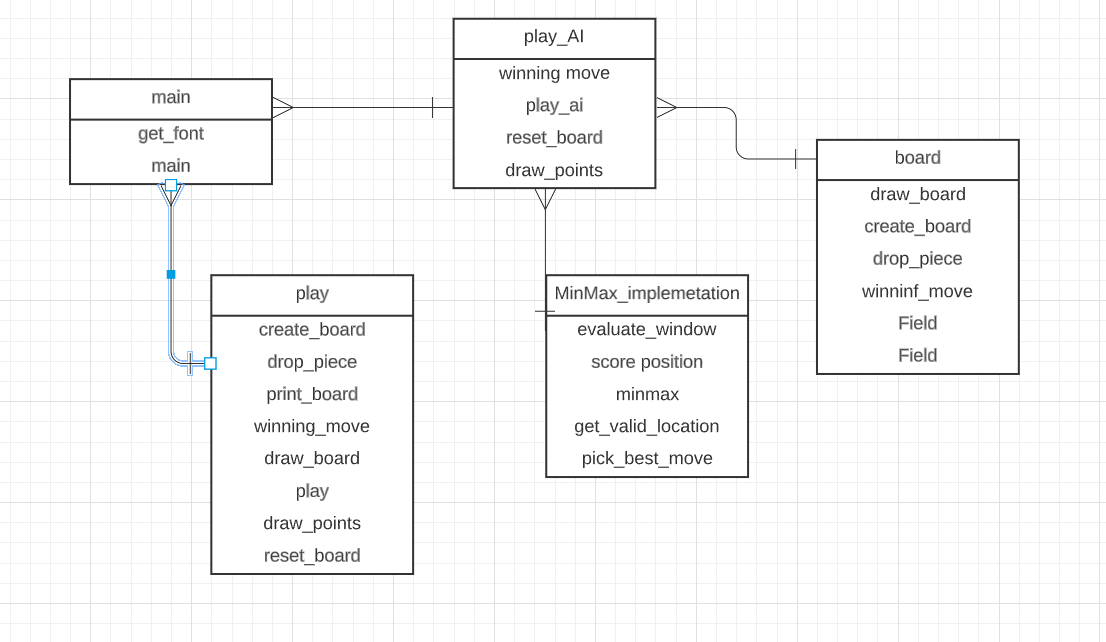 play_AI
winning move
play_ai
reset_board
draw_points
main
get_font
main
board
draw_board
create_board
drop_piece
winninf_move
Field
Field
play
create_board
drop_piece
print_board
winning_move
draw_board
play
draw_points
reset_board
MinMax_implemetation
evaluate_window
score position
minmax
get_valid_location
pick_best_move